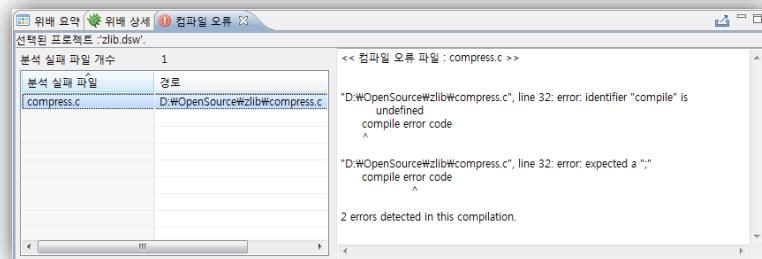 위배 요약 위배 상세 컴파일 오류
선택된 프로젝트 :'zlib.dsw'.
분석 실패 파일 개수 1
분석 실패 파일 경로
compress.c D:₩OpenSource₩zlib₩compress.c
<< 컴파일 오류 파일 : compress.c >>
"D:₩OpenSource₩zlib₩compress.c", line 32: error: identifier "compile" is
undefined
compile error code
^
"D:₩OpenSource₩zlib₩compress.c", line 32: error: expected a ";"
compile error code
^
2 errors detected in this compilation.